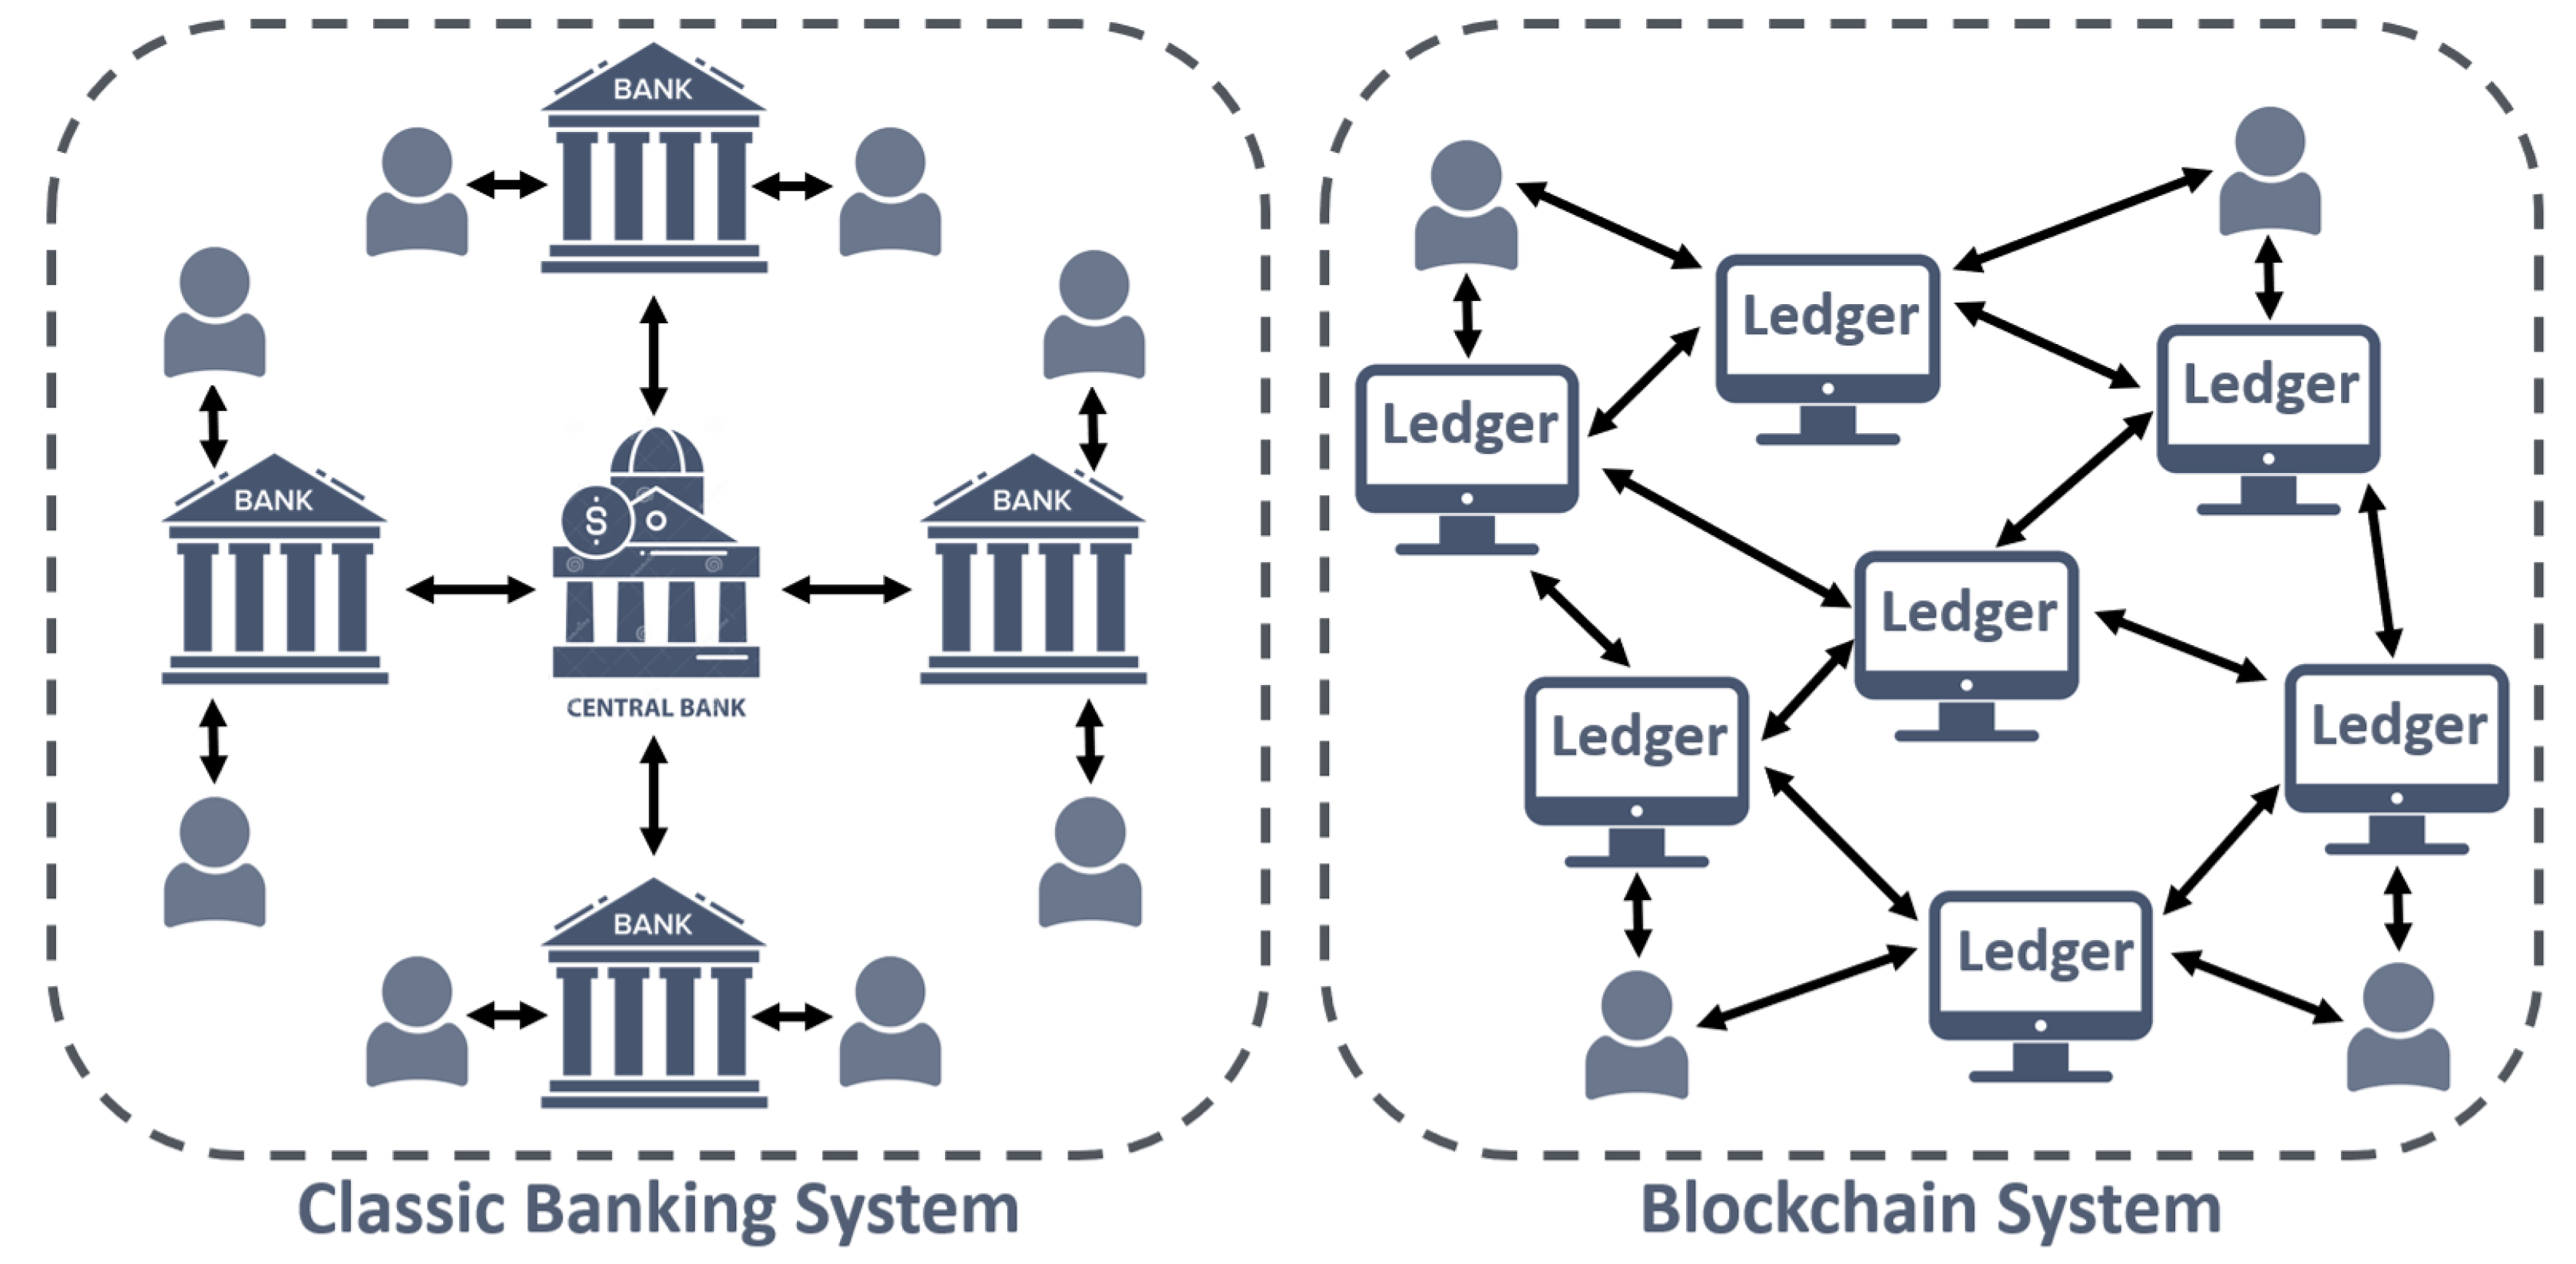 BANK
BANK
CENTRAL BANK
BANK
BANK
Classic Banking System
Ledger
Ledger
Ledger
Ledger
Ledger
Ledger
Ledger
Blockchain System